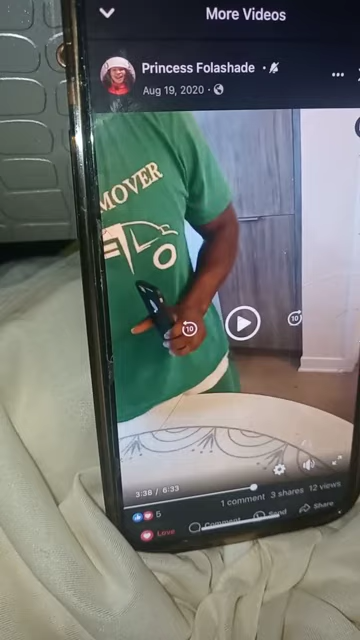 More Videos
Princess Folashade
Aug 19, 2020
MOVER
10
10
3:38 / 6:33
5
1 comment 3 shares 12 views
Love
Comment
Send
Share